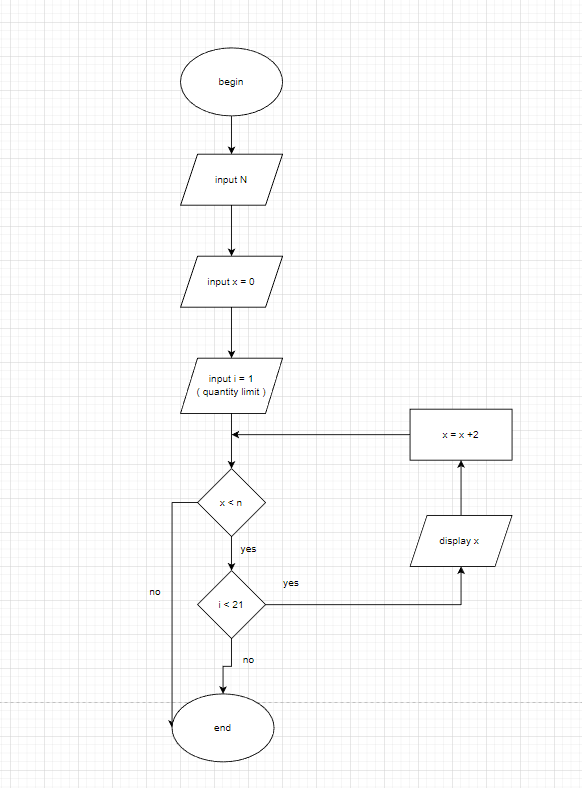 begin
input N
input x = 0
input i = 1
( quantity limit )
x = x +2
x < n
yes
display x
no
i < 21
yes
no
end